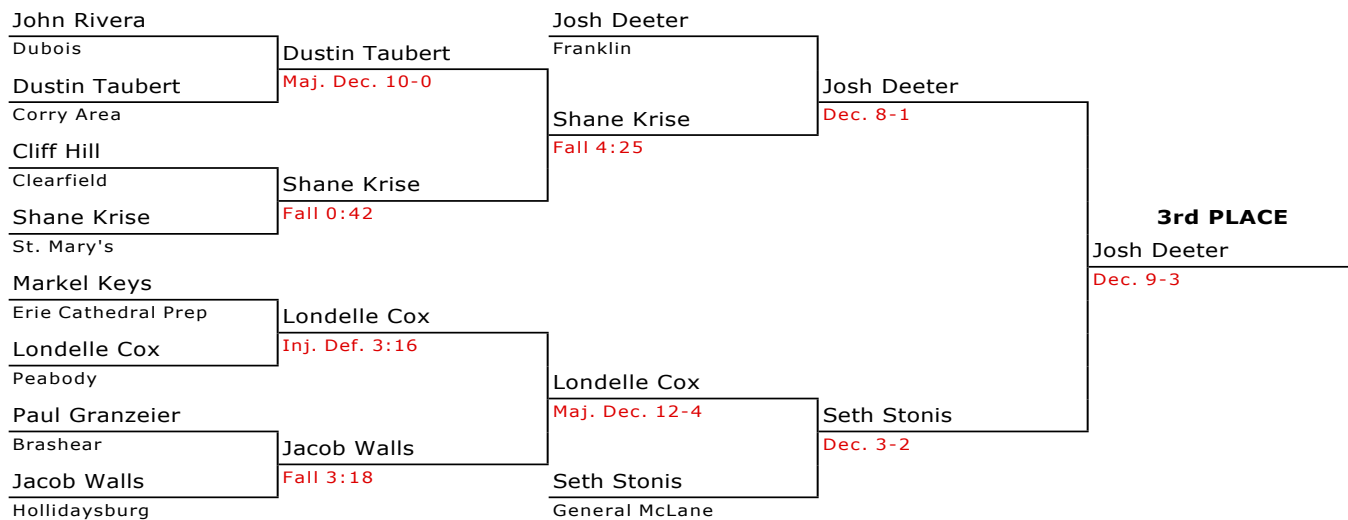 John Rivera
Dubois
Dustin Taubert
Corry Area
Cliff Hill
Clearfield
Shane Krise
St. Mary's
Markel Keys
Erie Cathedral Prep
Londelle Cox
Peabody
Paul Granzeier
Brashear
Jacob Walls
Hollidaysburg
Dustin Taubert
Maj. Dec. 10-0
Shane Krise
Fall 0:42
Londelle Cox
Inj. Def. 3:16
Jacob Walls
Fall 3:18
Josh Deeter
Franklin
Shane Krise
Fall 4:25
Londelle Cox
Maj. Dec. 12-4
Seth Stonis
General McLane
Josh Deeter
Dec. 8-1
Seth Stonis
Dec. 3-2
3rd PLACE
Josh Deeter
Dec. 9-3